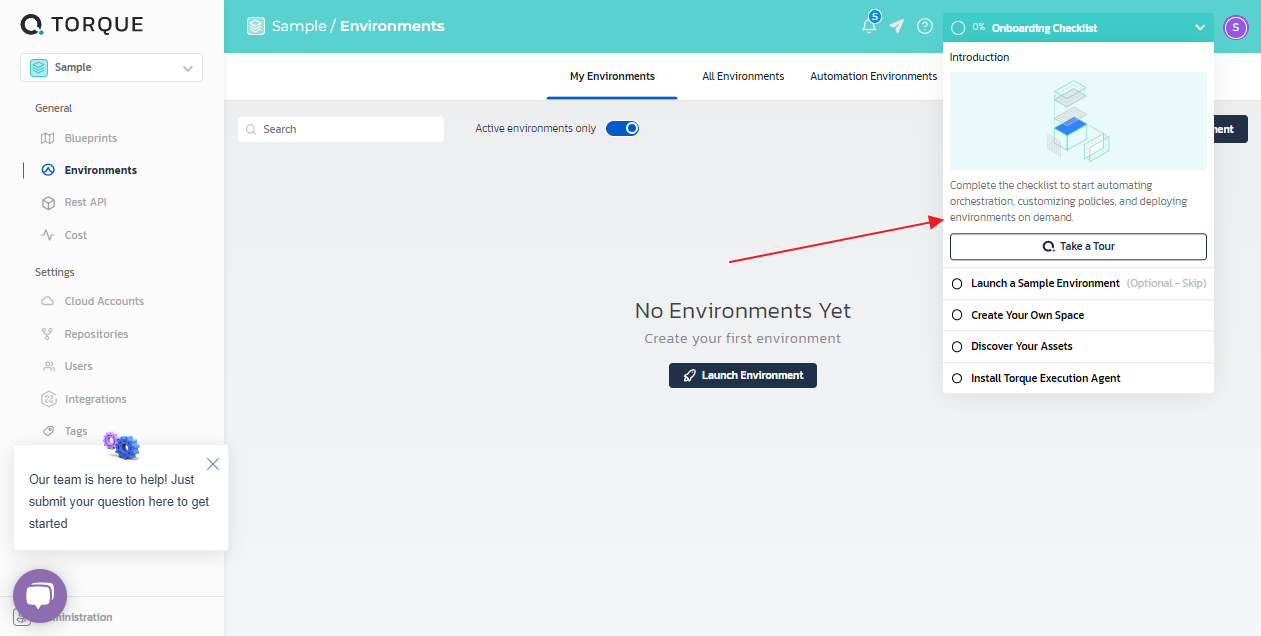 TORQUE
Sample
General
Blueprints
Environments
Rest API
Cost
Settings
Cloud Accounts
Repositories
Users
Integrations
Tags
Our team is here to help! Just
submit your question here to get
started
Sample / Environments
5
0% Onboarding Checklist
S
My Environments
All Environments
Automation Environments
Search
Active environments only
No Environments Yet
Create your first environment
Launch Environment
Introduction
Complete the checklist to start automating
orchestration, customizing policies, and deploying
environments on demand.
Take a Tour
Launch a Sample Environment (Optional - Skip)
Create Your Own Space
Discover Your Assets
Install Torque Execution Agent